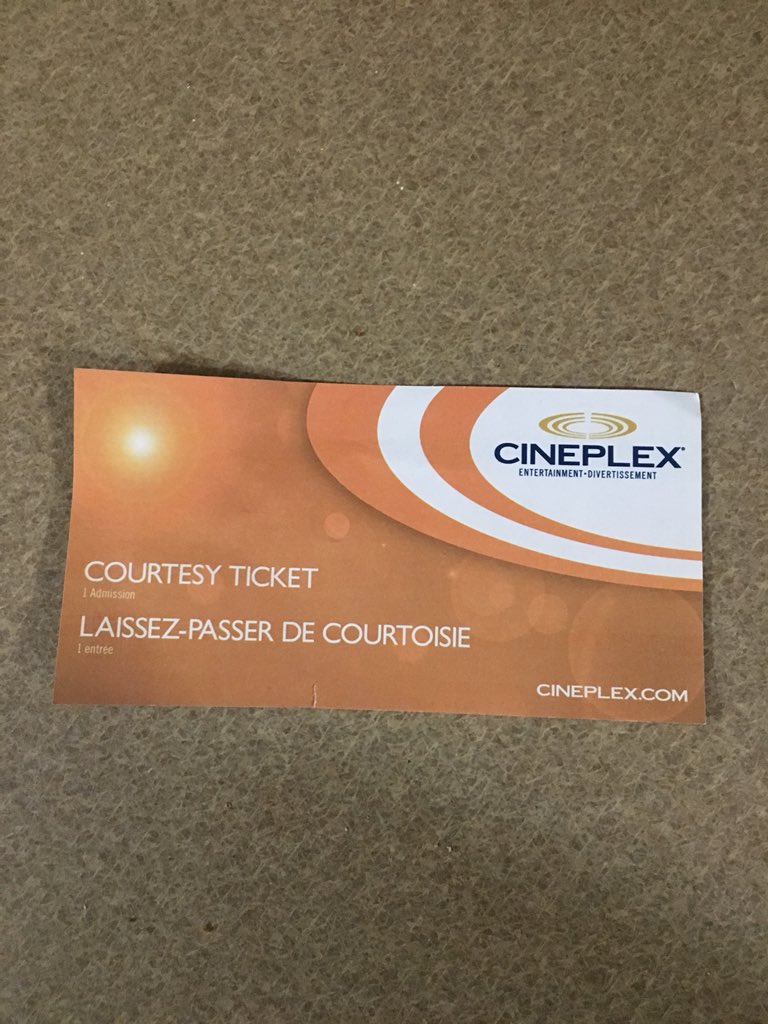 CINEPLEX
ENTERTAINMENT•DIVERTISSEMENT
COURTESY TICKET
1 Admission
LAISSEZ-PASSER DE COURTOISIE
1 entrée
CINEPLEX.COM